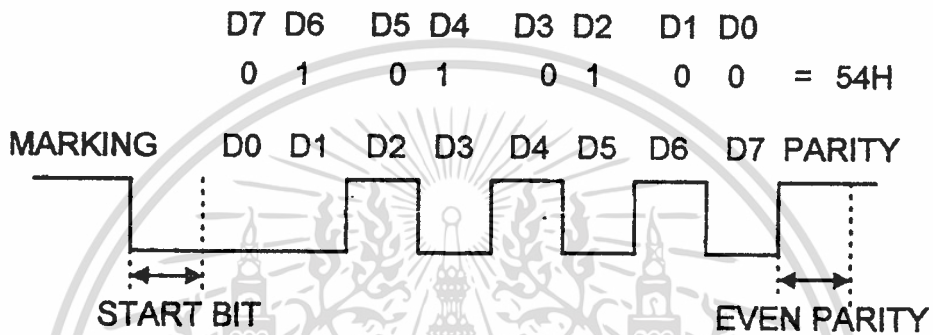 D7 D6 D5 D4 D3 D2 D1 D0
0 1 0 1 0 1 0 0 = 54H
MARKING D0 D1 D2 D3 D4 D5 D6 D7 PARITY
START BIT EVEN PARITY